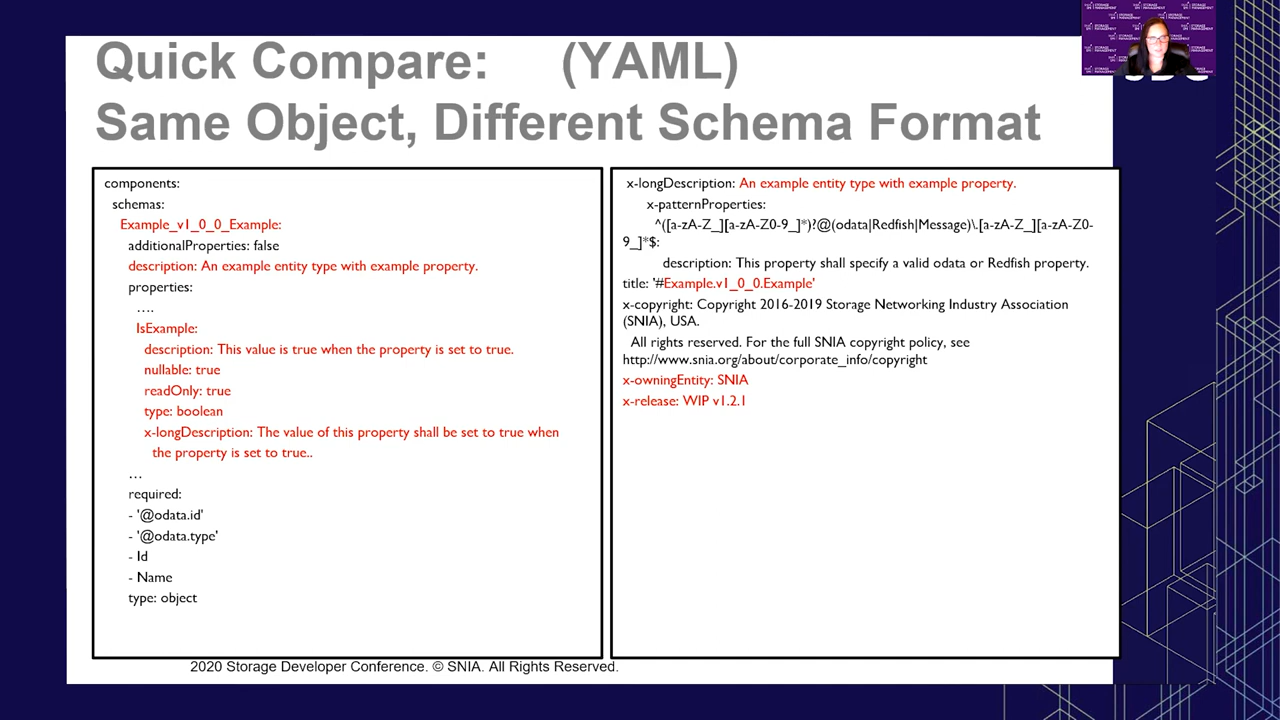 Quick Compare: (YAML)
Same Object, Different Schema Format
components:
schemas:
Example_v1_0_0_Example:
additionalProperties: false
description: An example entity type with example property.
properties:
....
IsExample:
description: This value is true when the property is set to true.
nullable: true
readOnly: true
type: boolean
x-longDescription: The value of this property shall be set to true when
the property is set to true..
...
required:
- '@odata.id'
- '@odata.type'
- Id
- Name
type: object
x-longDescription: An example entity type with example property.
x-patternProperties:
^([a-zA-Z_][a-zA-Z0-9_]*)?@(odata|Redfish|Message)\.[a-zA-Z_][a-zA-Z0-
9_]*$:
description: This property shall specify a valid odata or Redfish property.
title: '#Example.v1_0_0.Example'
x-copyright: Copyright 2016-2019 Storage Networking Industry Association
(SNIA), USA.
All rights reserved. For the full SNIA copyright policy, see
http://www.snia.org/about/corporate_info/copyright
x-owningEntity: SNIA
x-release: WIP v1.2.1
2020 Storage Developer Conference. © SNIA. All Rights Reserved.